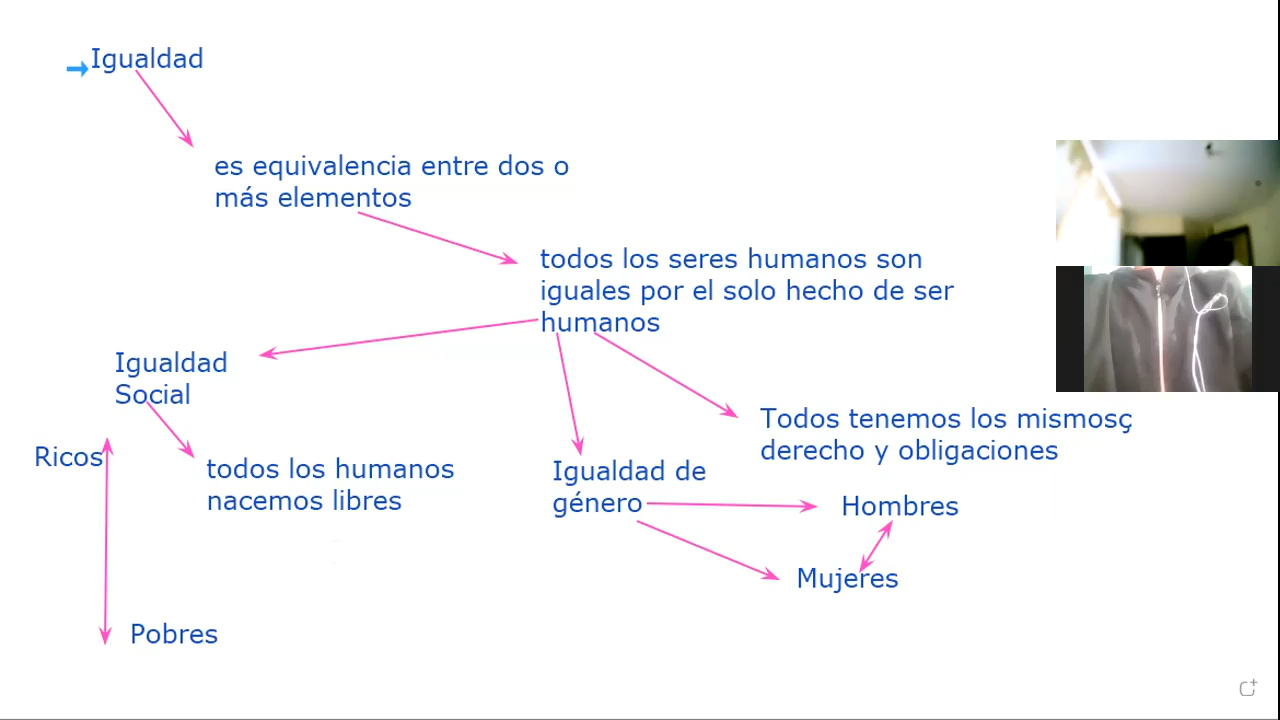 Igualdad
es equivalencia entre dos o
más elementos
todos los seres humanos son
iguales por el solo hecho de ser
humanos
Igualdad
Social
Ricos
todos los humanos
nacemos libres
Pobres
Igualdad de
género
Todos tenemos los mismosç
derecho y obligaciones
Hombres
Mujeres